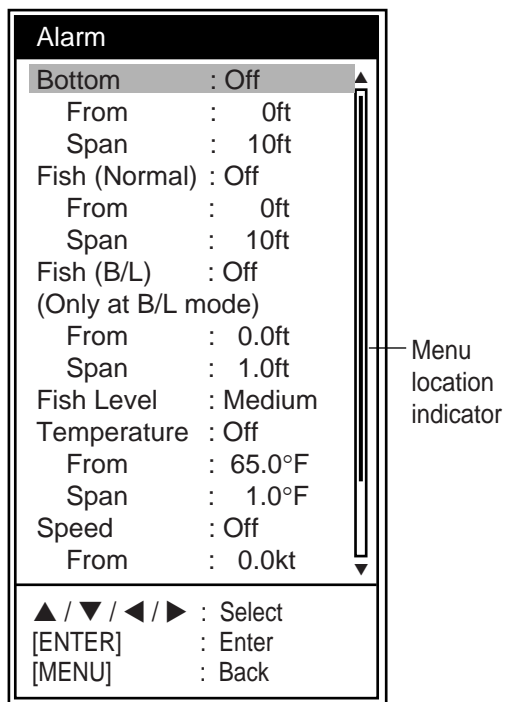 Alarm
Bottom : Off
From : 0ft
Span : 10ft
Fish (Normal) : Off
From : 0ft
Span : 10ft
Fish (B/L) : Off
(Only at B/L mode)
From : 0.0ft
Span : 1.0ft
Fish Level : Medium
Temperature : Off
From : 65.0°F
Span : 1.0°F
Speed : Off
From : 0.0kt
▲ / ▼ / ◀ / ▶ : Select
[ENTER] : Enter
[MENU] : Back
Menu
location
indicator